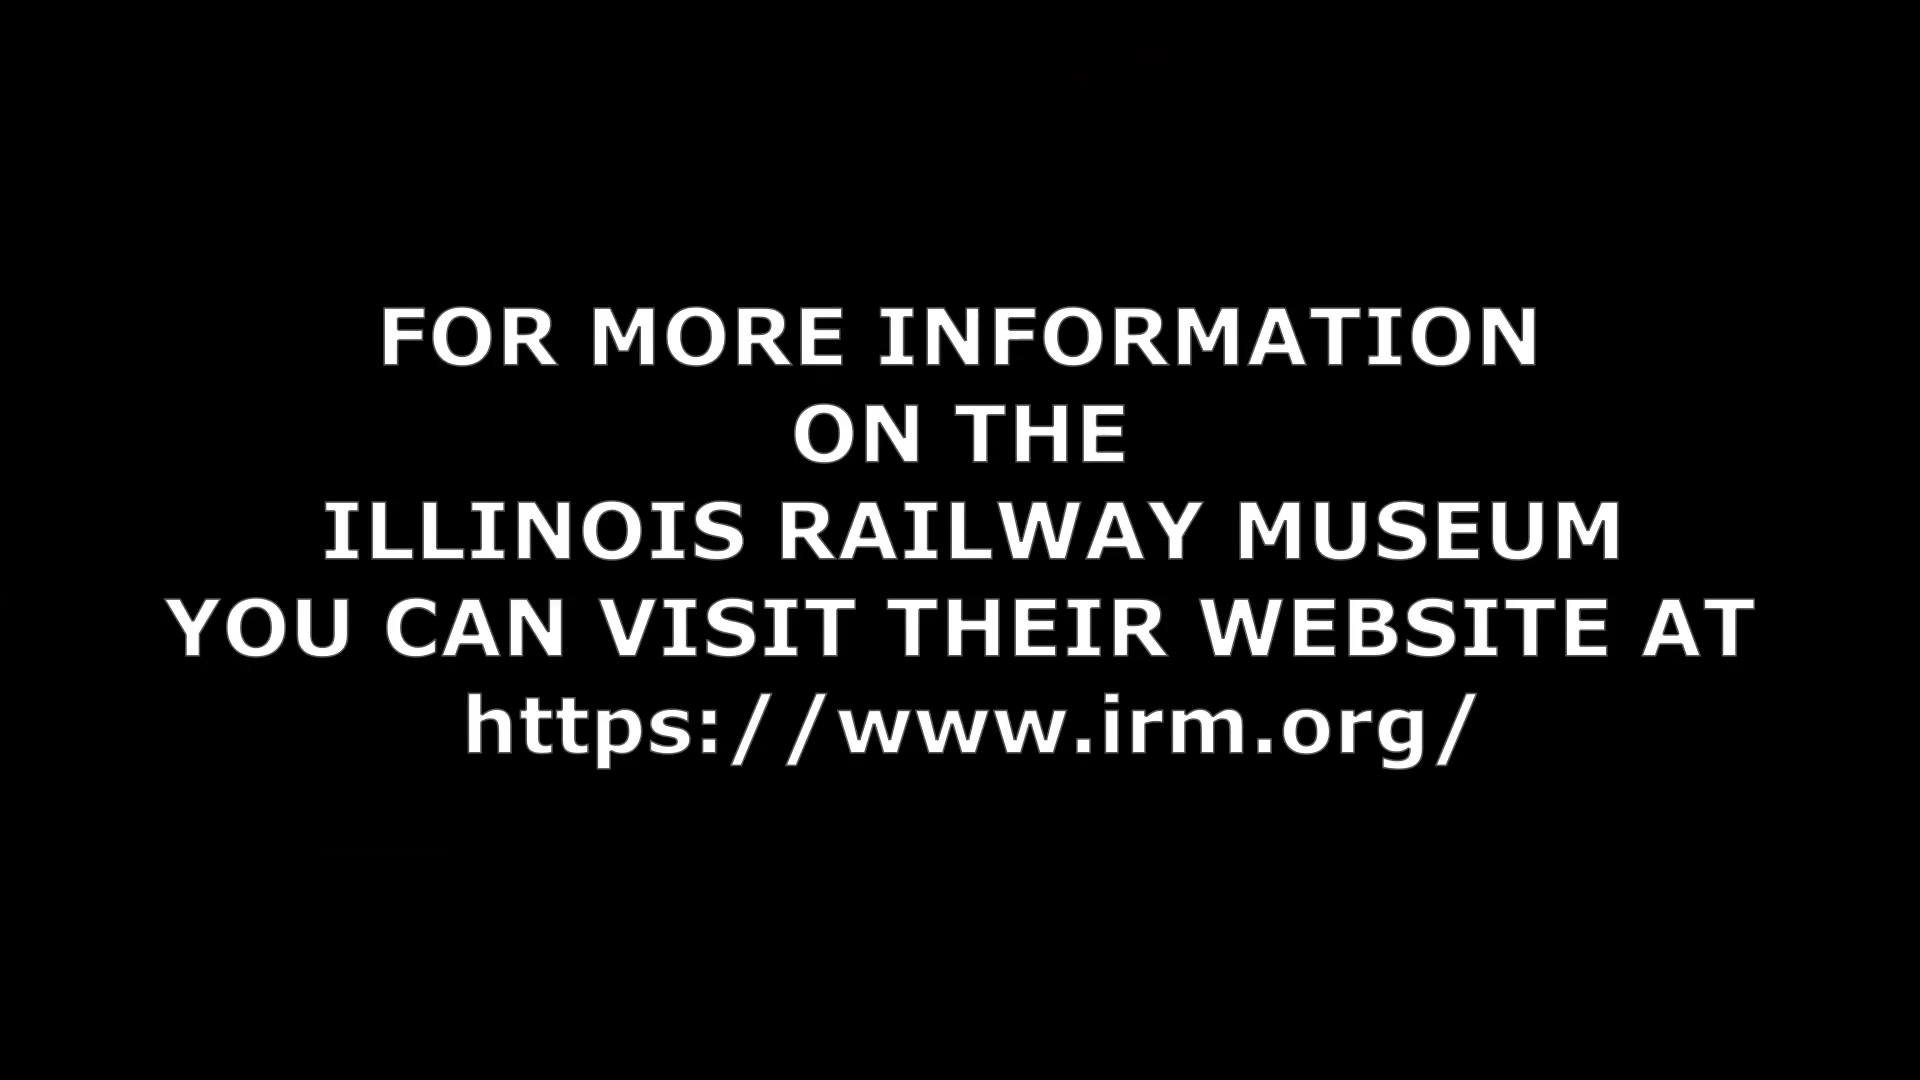 FOR MORE INFORMATION
ON THE
ILLINOIS RAILWAY MUSEUM
YOU CAN VISIT THEIR WEBSITE AT
https://www.irm.org/